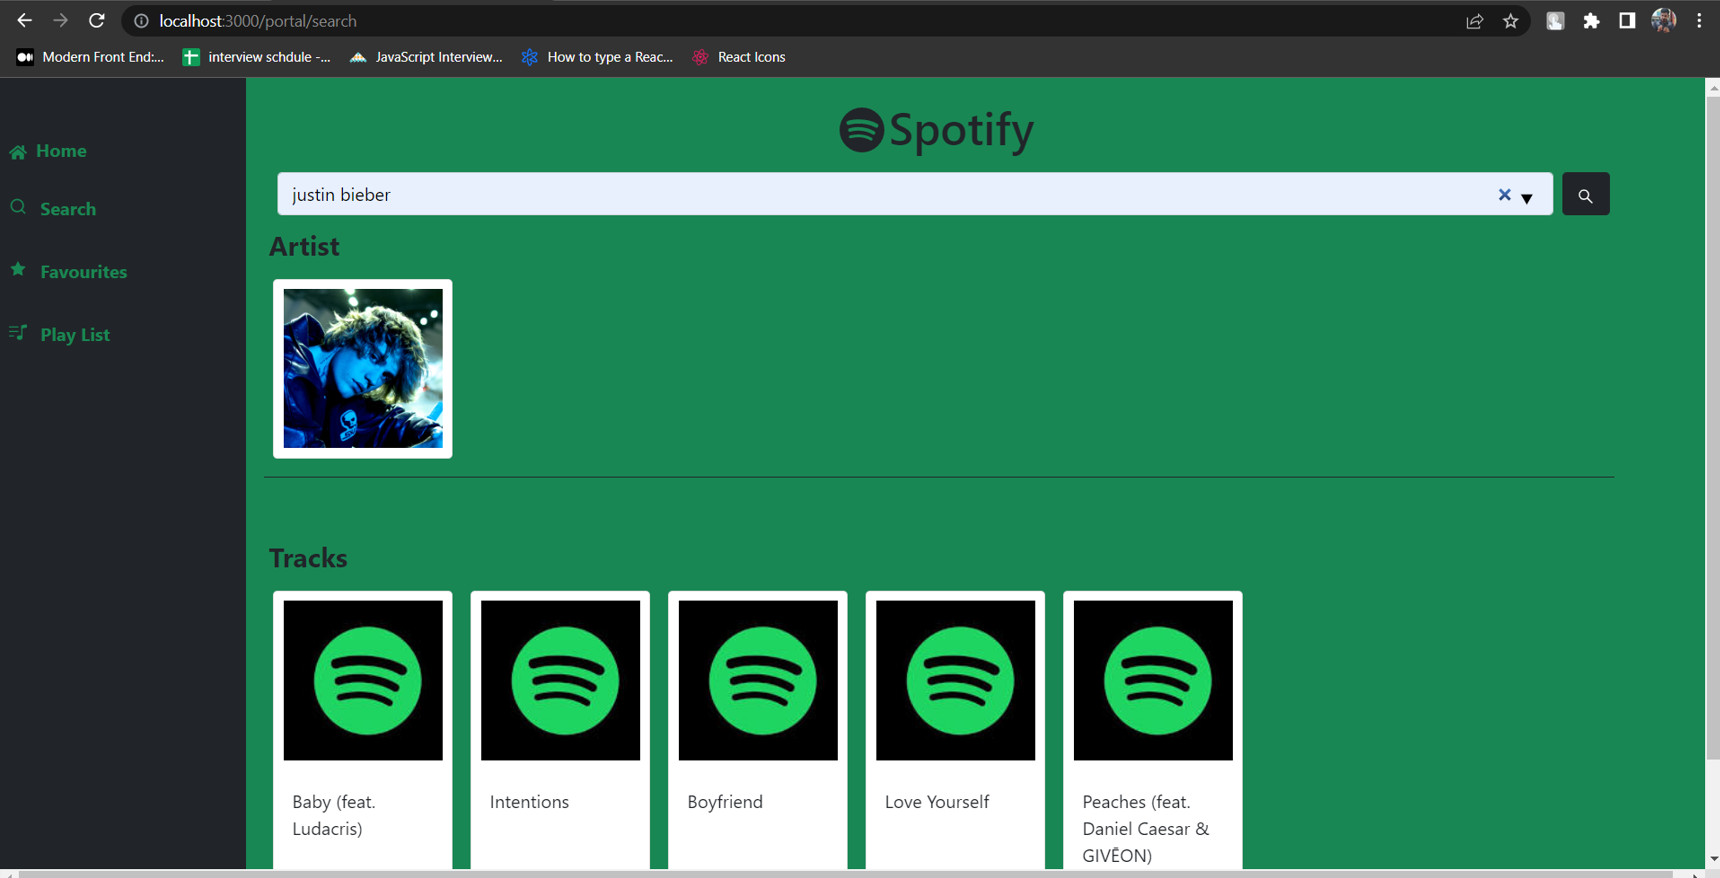 localhost:3000/portal/search
Modern Front End:...
interview schdule -...
JavaScript Interview...
How to type a Reac...
React Icons
Home
Search
Favourites
Play List
Spotify
justin bieber
Artist
Tracks
Baby (feat.
Ludacris)
Intentions
Boyfriend
Love Yourself
Peaches (feat.
Daniel Caesar &
GIVĒON)